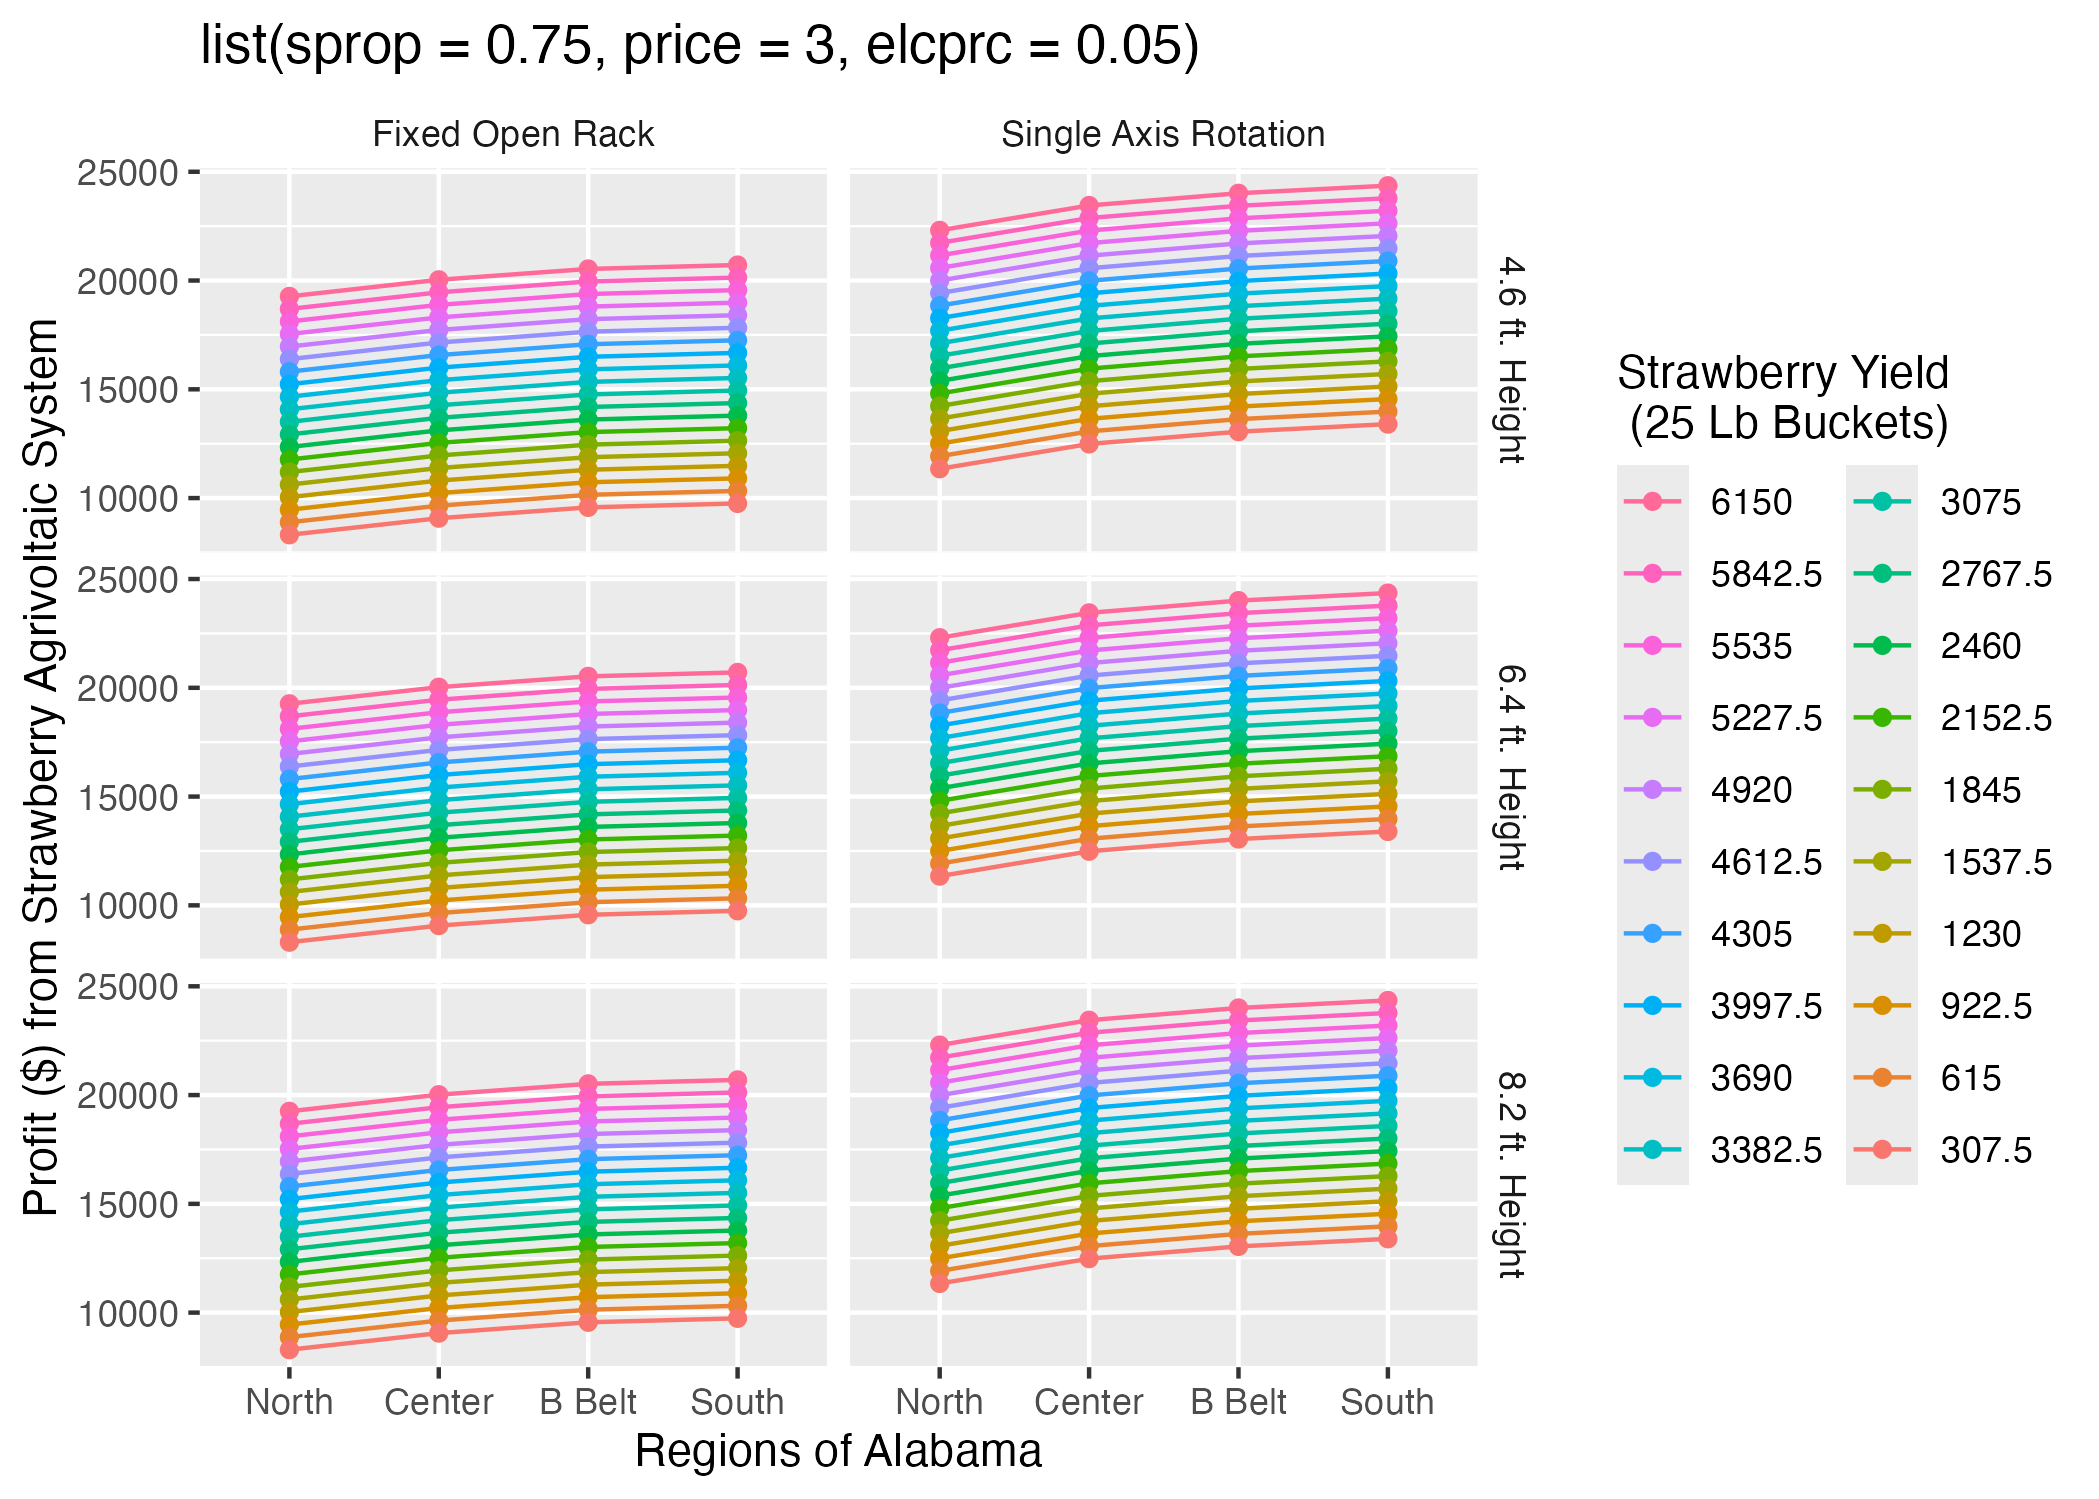 list(sprop = 0.75, price = 3, elcprc = 0.05)
Fixed Open Rack
Single Axis Rotation
Profit ($) from Strawberry Agrivoltaic System
25000
20000
15000
10000
4.6 ft. Height
25000
20000
15000
10000
6.4 ft. Height
25000
20000
15000
10000
8.2 ft. Height
North Center B Belt South
North Center B Belt South
Regions of Alabama
Strawberry Yield
(25 Lb Buckets)
6150 3075
5842.5 2767.5
5535 2460
5227.5 2152.5
4920 1845
4612.5 1537.5
4305 1230
3997.5 922.5
3690 615
3382.5 307.5